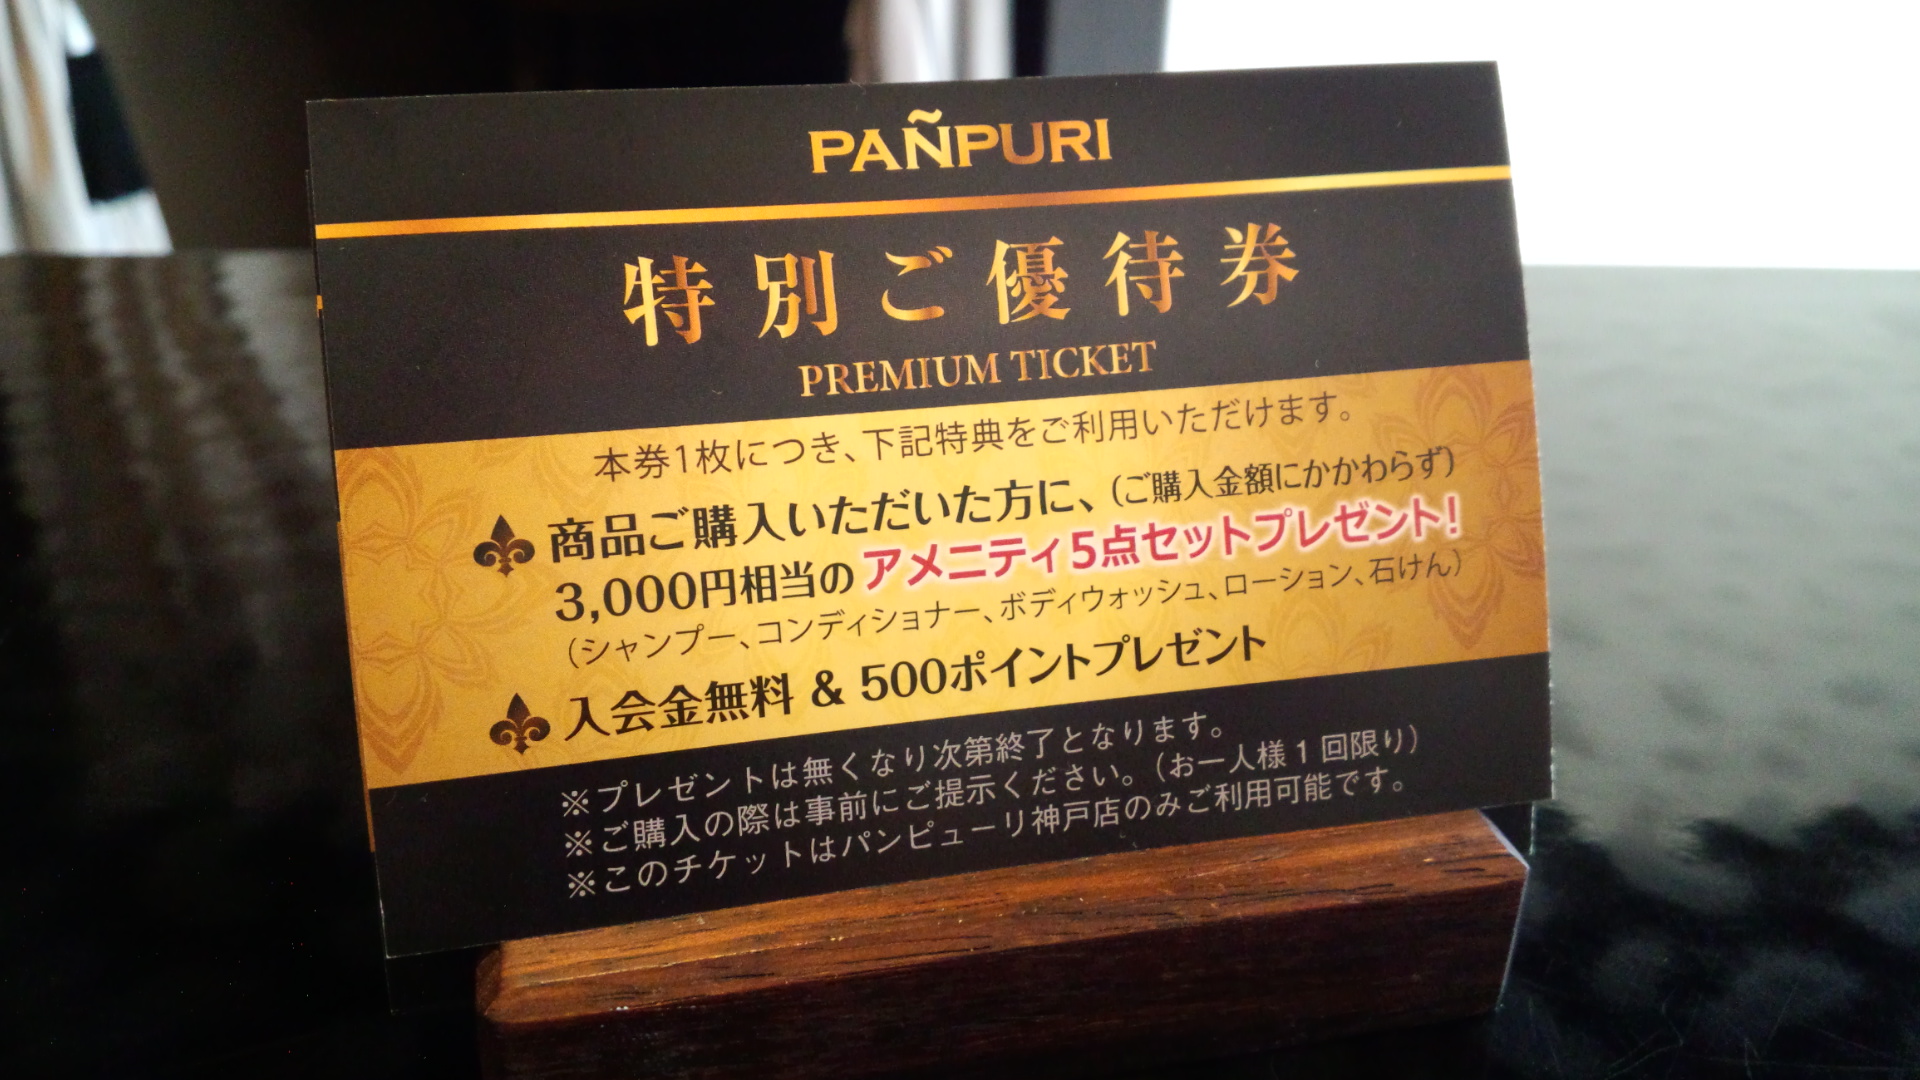 PAÑPURI
特別ご優待券
PREMIUM TICKET
本券1枚につき、下記特典をご利用いただけます。
商品ご購入いただいた方に、(ご購入金額にかかわらず)
3,000円相当のアメニティ5点セットプレゼント!
(シャンプー、コンディショナー、ボディウォッシュ、ローション、石けん)
入会金無料 & 500ポイントプレゼント
※プレゼントは無くなり次第終了となります。
※ご購入の際は事前にご提示ください。(お一人様1回限り)
※このチケットはパンピューリ神戸店のみご利用可能です。